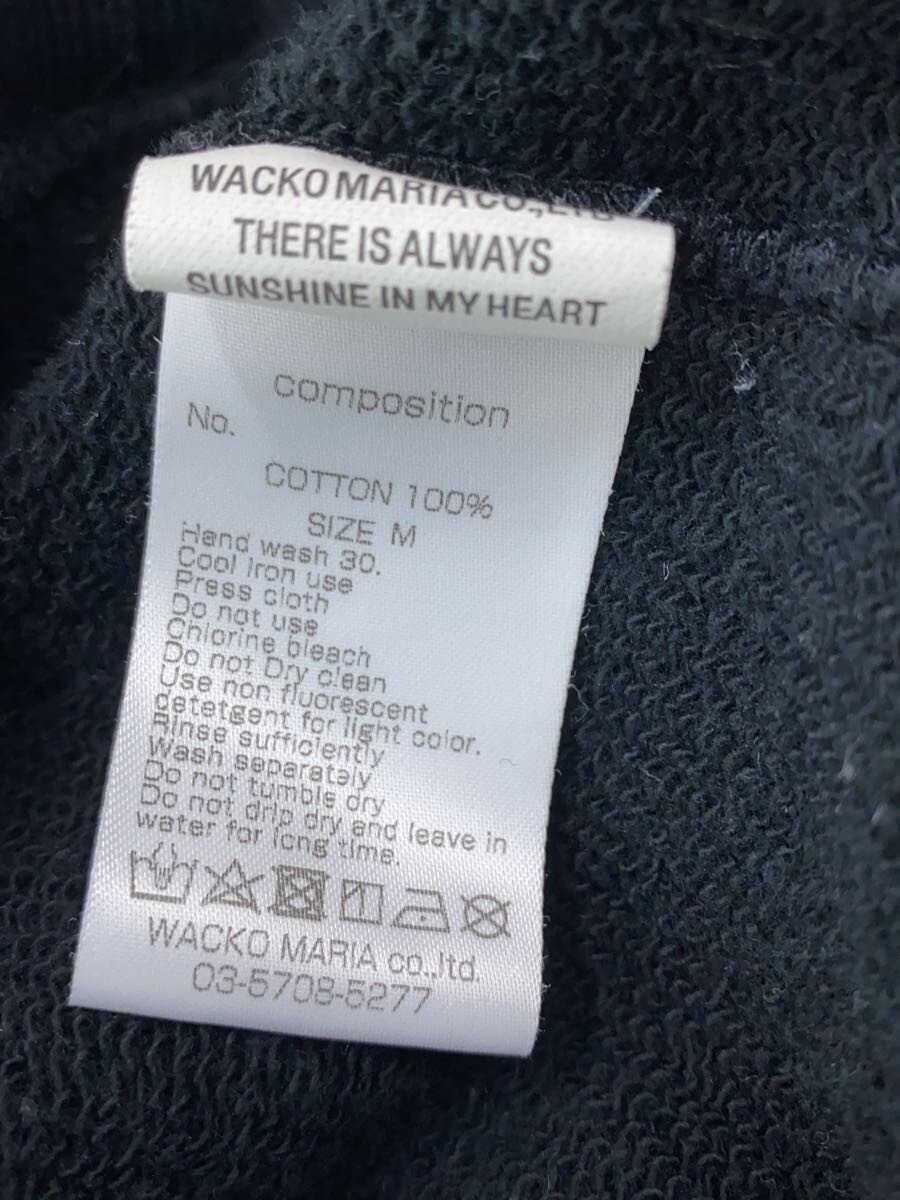 WACKO MARIA CO.,LTD
THERE IS ALWAYS
SUNSHINE IN MY HEART
composition
No.
COTTON 100%
SIZE M
Hand wash 30.
Cool iron use
Press cloth
Do not use
Chlorine bleach
Do not Dry clean
Use non fluorescent
detetgent for light color.
Rinse sufficiently
Wash separately
Do not tumble dry
Do not drip dry and leave in
water for long time.
WACKO MARIA co.,ltd.
03-5708-5277